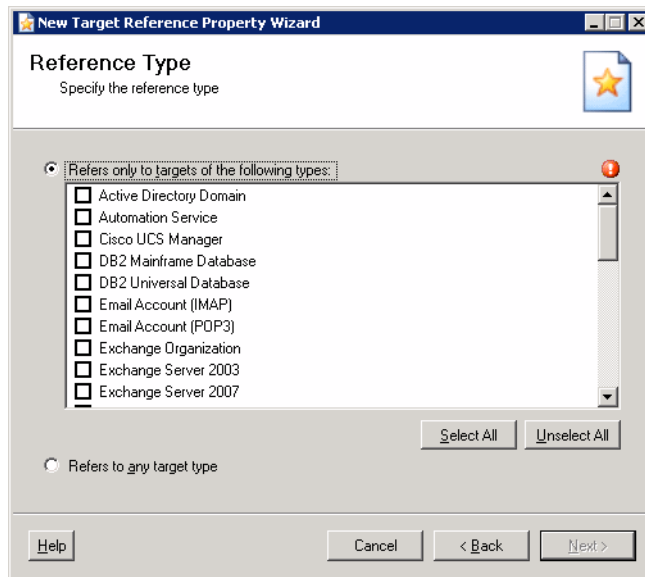 New Target Reference Property Wizard
Reference Type
Specify the reference type
Refers only to targets of the following types:
Active Directory Domain
Automation Service
Cisco UCS Manager
DB2 Mainframe Database
DB2 Universal Database
Email Account (IMAP)
Email Account (POP3)
Exchange Organization
Exchange Server 2003
Exchange Server 2007
Select All
Unselect All
Refers to any target type
Help
Cancel
< Back
Next >